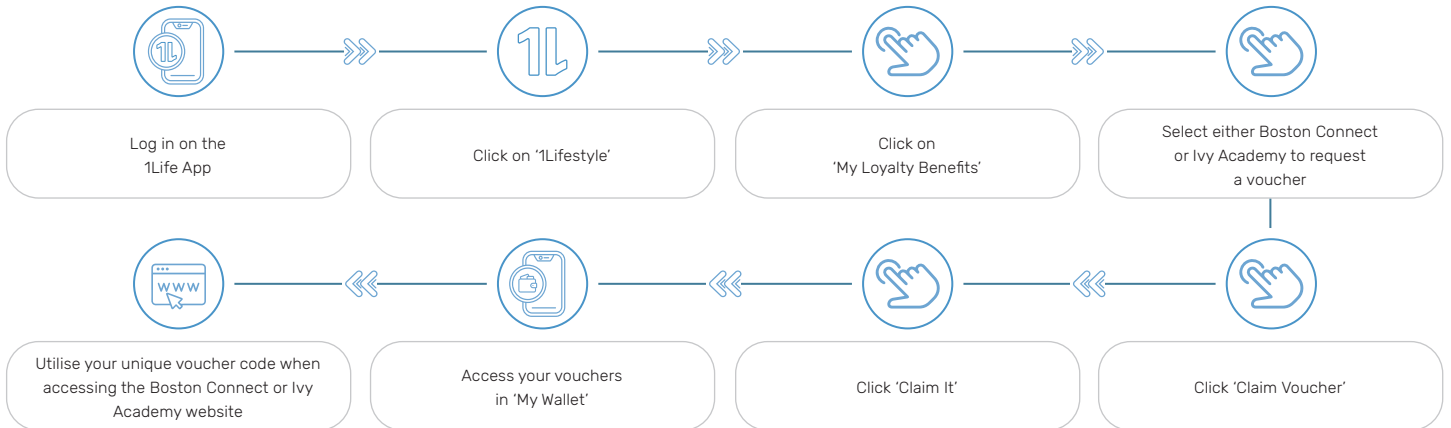 Log in on the
1Life App
Click on ‘1Lifestyle’
Click on
‘My Loyalty Benefits’
Select either Boston Connect
or Ivy Academy to request
a voucher
Click ‘Claim Voucher’
Click ‘Claim It’
Access your vouchers
in ‘My Wallet’
WWW
Utilise your unique voucher code when
accessing the Boston Connect or Ivy
Academy website